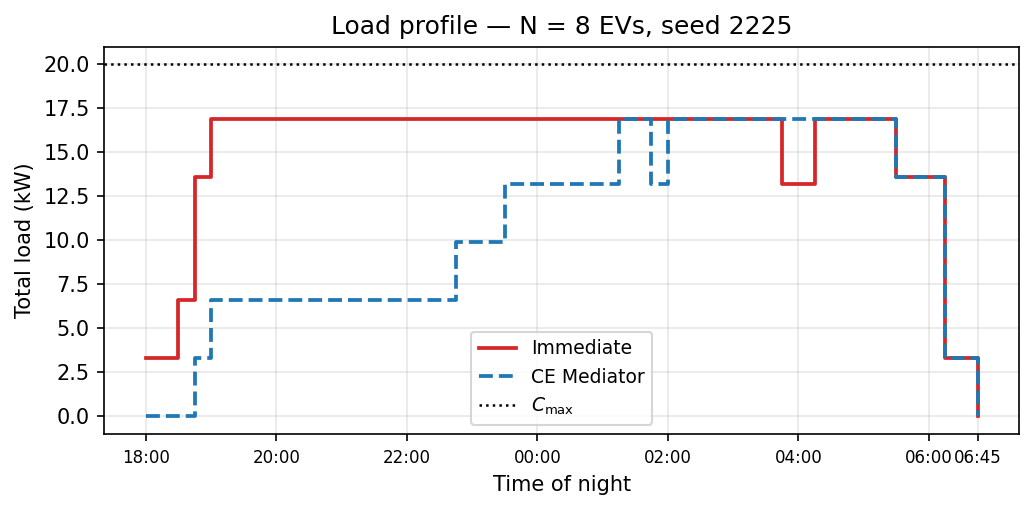 Load profile — N = 8 EVs, seed 2225
Total load (kW)
20.0
17.5
15.0
12.5
10.0
7.5
5.0
2.5
0.0
Immediate
CE Mediator
C_max
18:00 20:00 22:00 00:00 02:00 04:00 06:00 06:45
Time of night